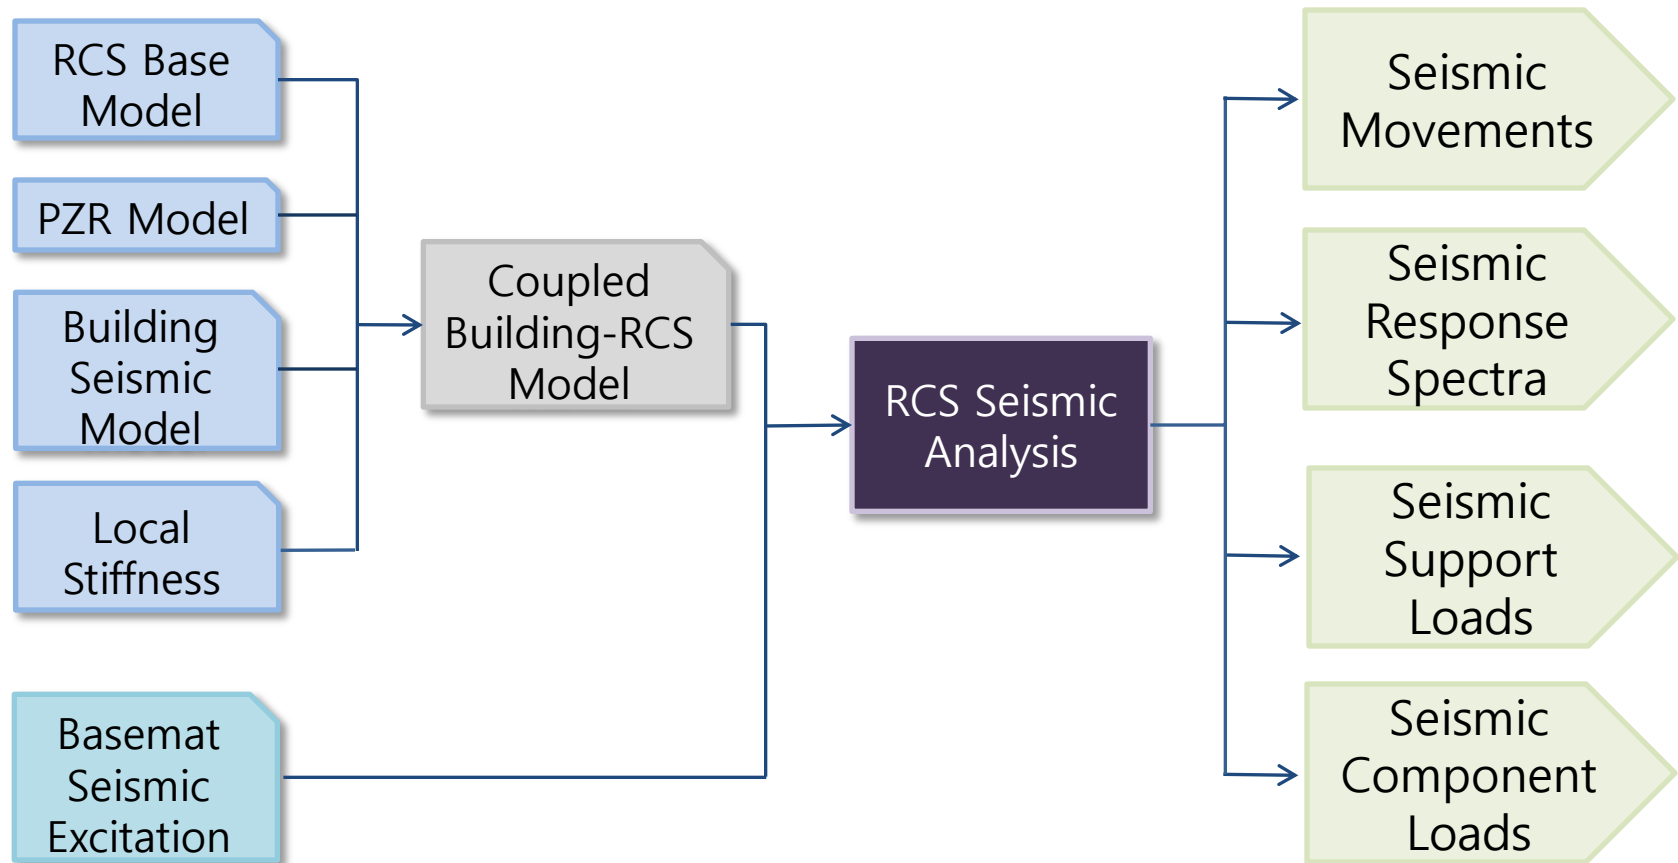 RCS Base
Model
PZR Model
Building
Seismic
Model
Local
Stiffness
Basemat
Seismic
Excitation
Coupled
Building-RCS
Model
RCS Seismic
Analysis
Seismic
Movements
Seismic
Response
Spectra
Seismic
Support
Loads
Seismic
Component
Loads